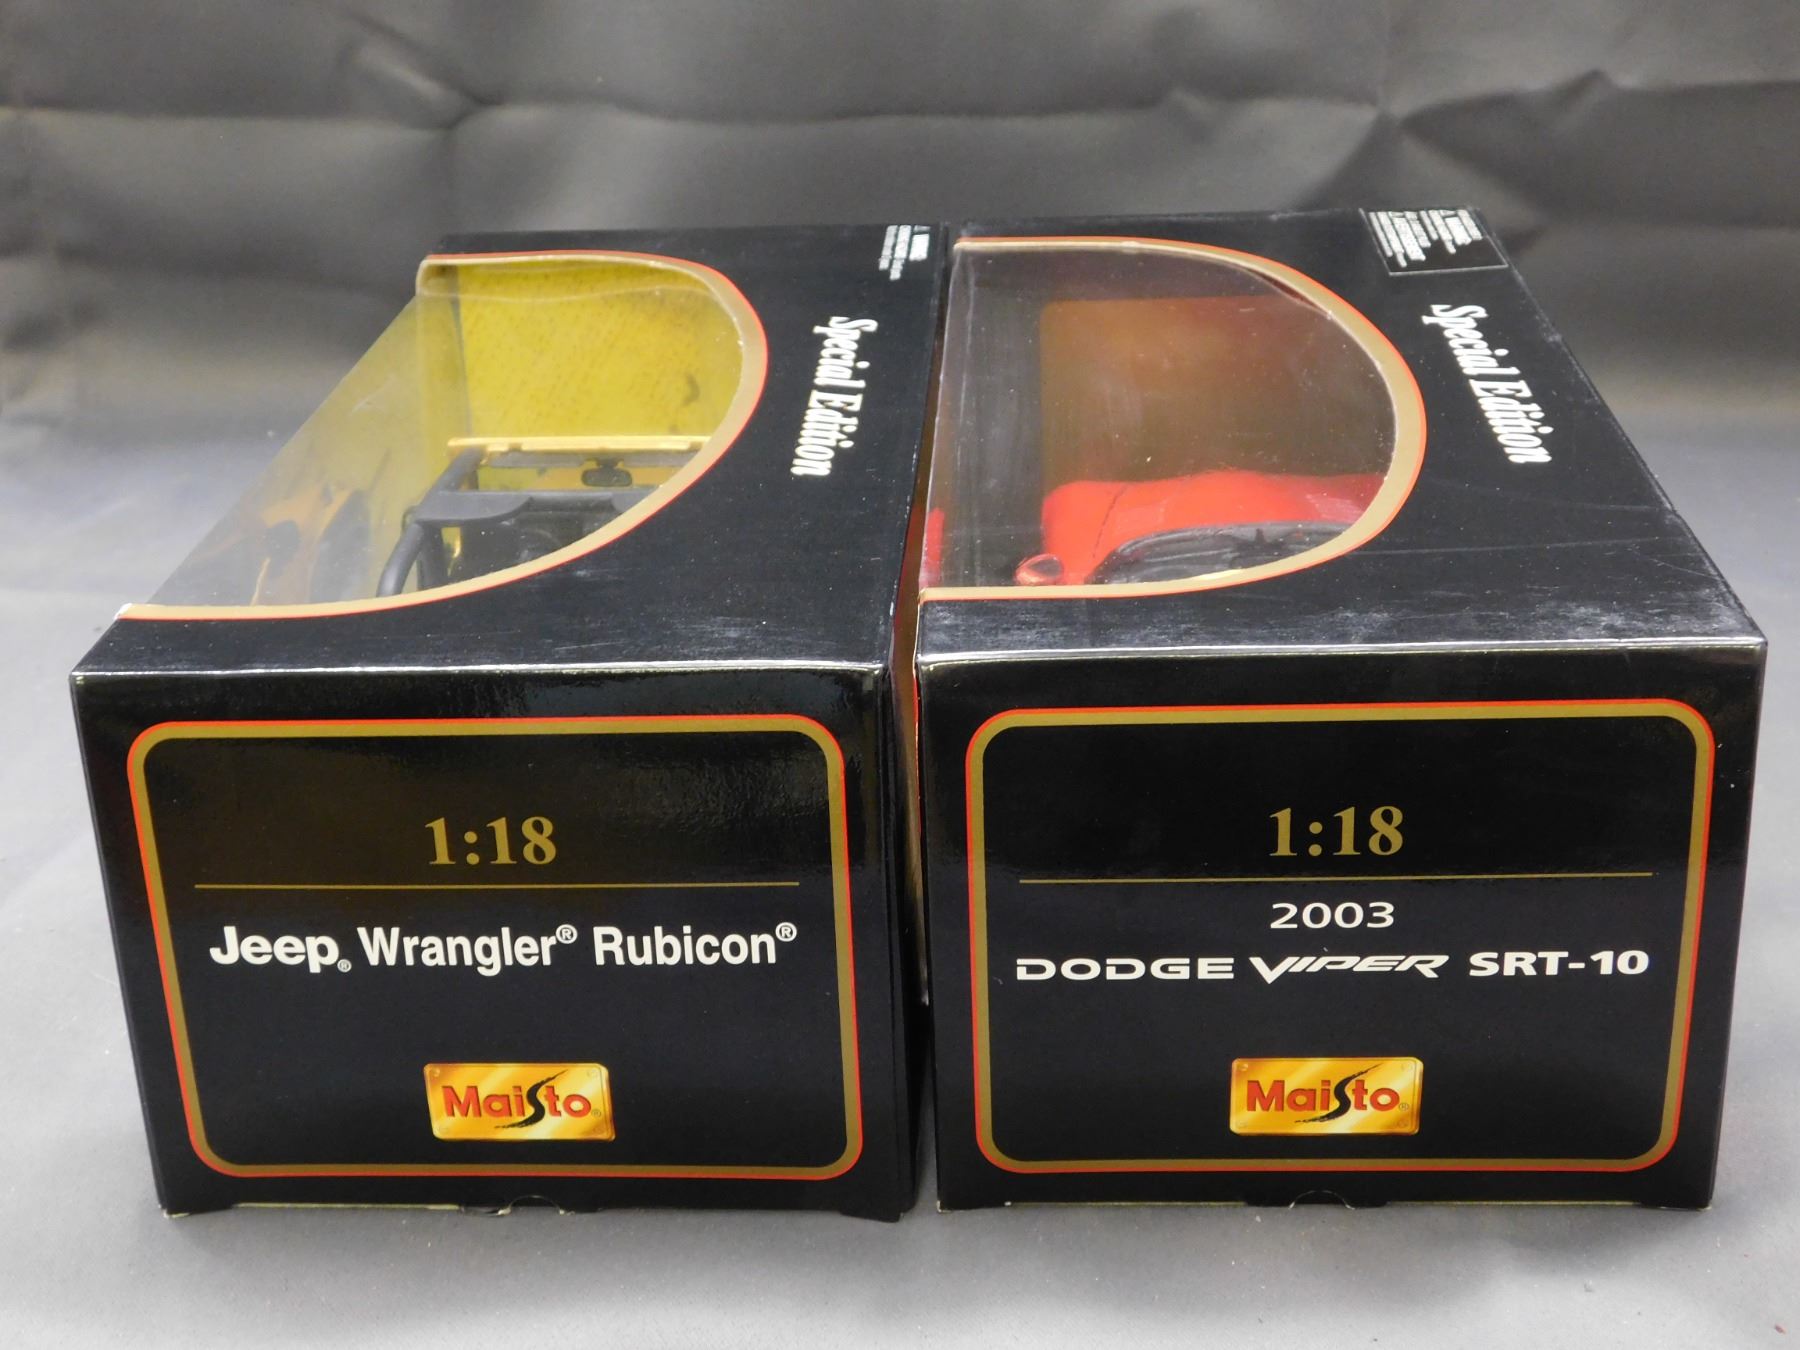 Special Edition
1:18
Jeep® Wrangler® Rubicon®
Maisto®
Special Edition
1:18
2003
DODGE VIPER SRT-10
Maisto®